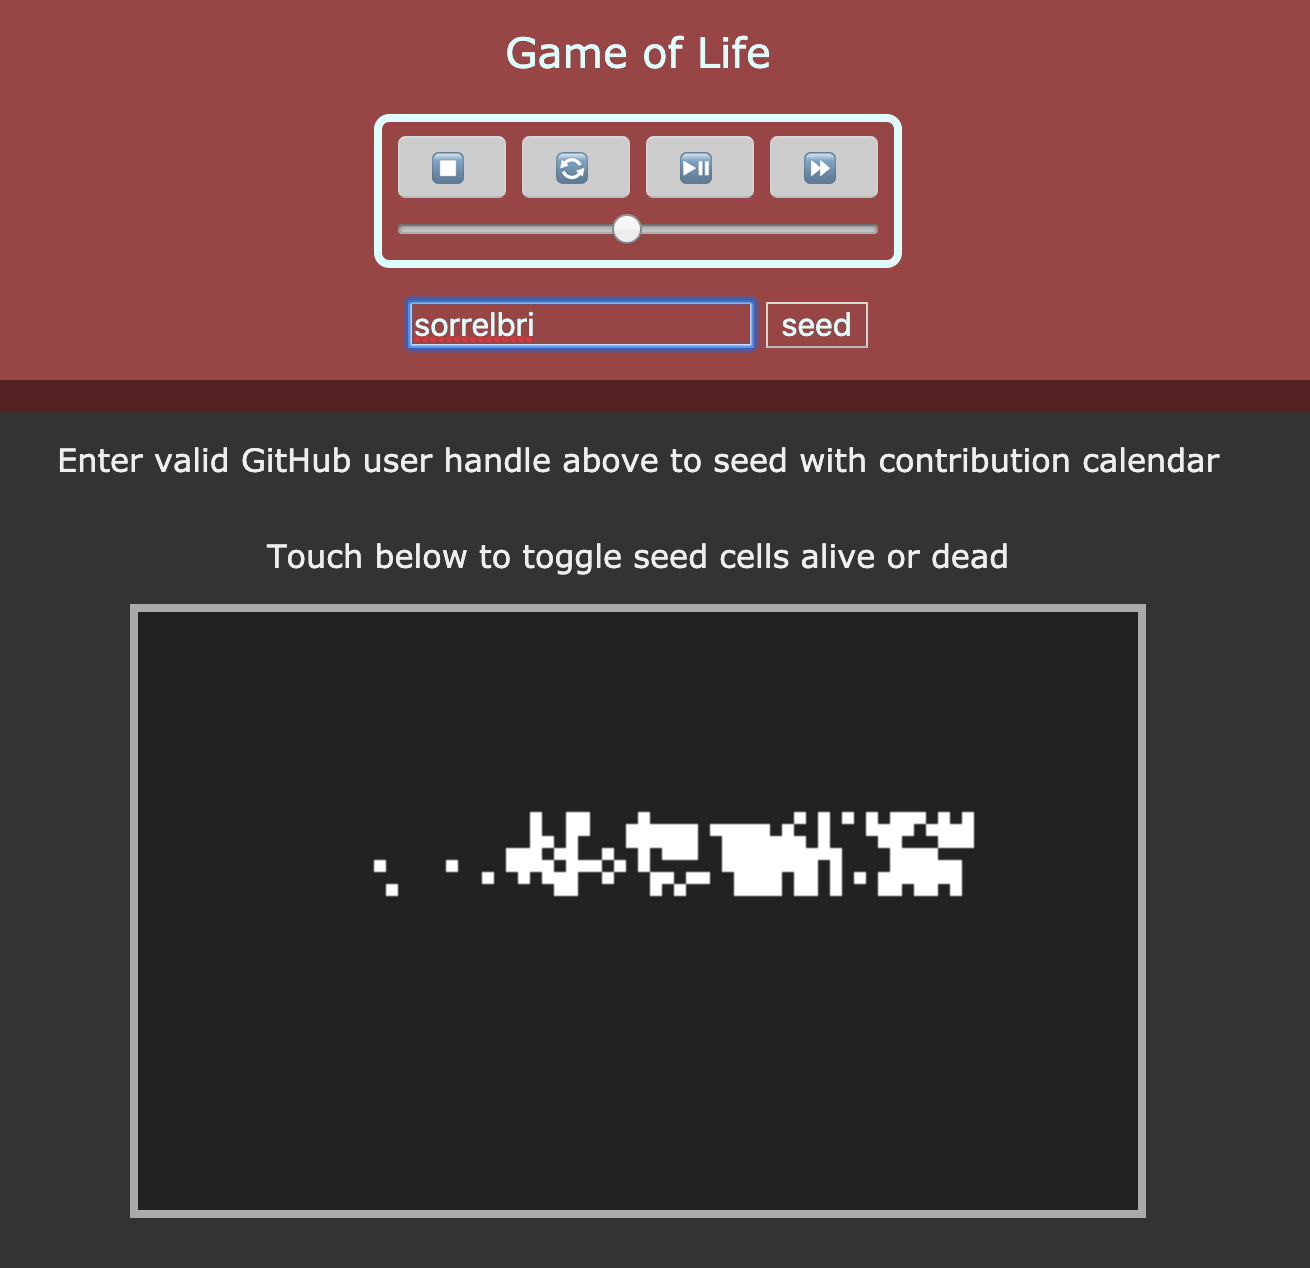 Game of Life
sorrelbri seed
Enter valid GitHub user handle above to seed with contribution calendar
Touch below to toggle seed cells alive or dead